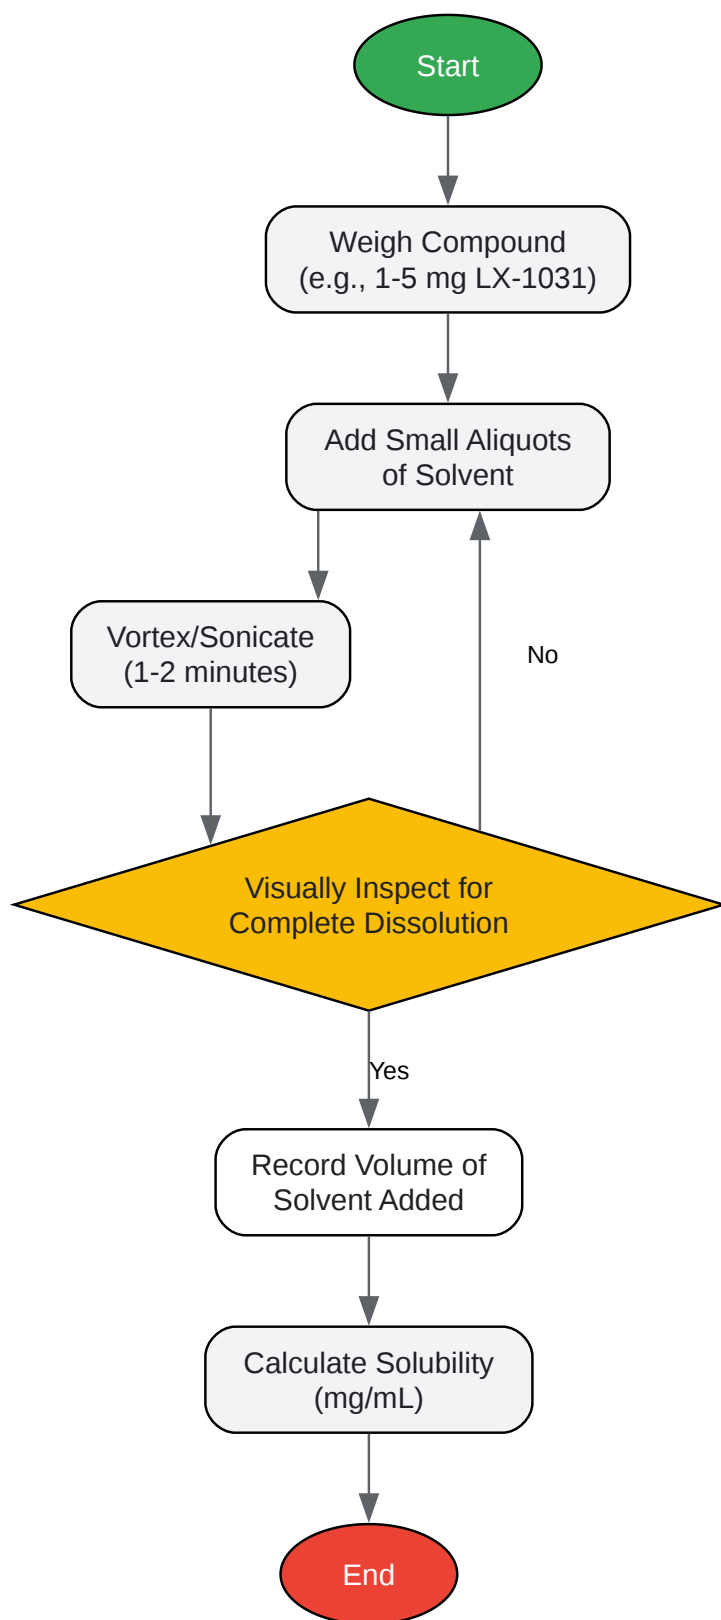 Start
Weigh Compound
(e.g., 1-5 mg LX-1031)
Add Small Aliquots
of Solvent
Vortex/Sonicate
(1-2 minutes)
No
Visually Inspect for
Complete Dissolution
Yes
Record Volume of
Solvent Added
Calculate Solubility
(mg/mL)
End